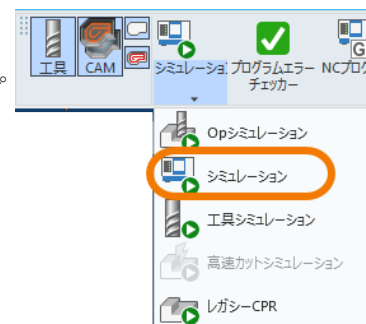 工具
CAM
シミュレーション
プログラムエラー
チェッカー
NCプログ
G
Opシミュレーション
シミュレーション
工具シミュレーション
高速カットシミュレーション
レガシーCPR